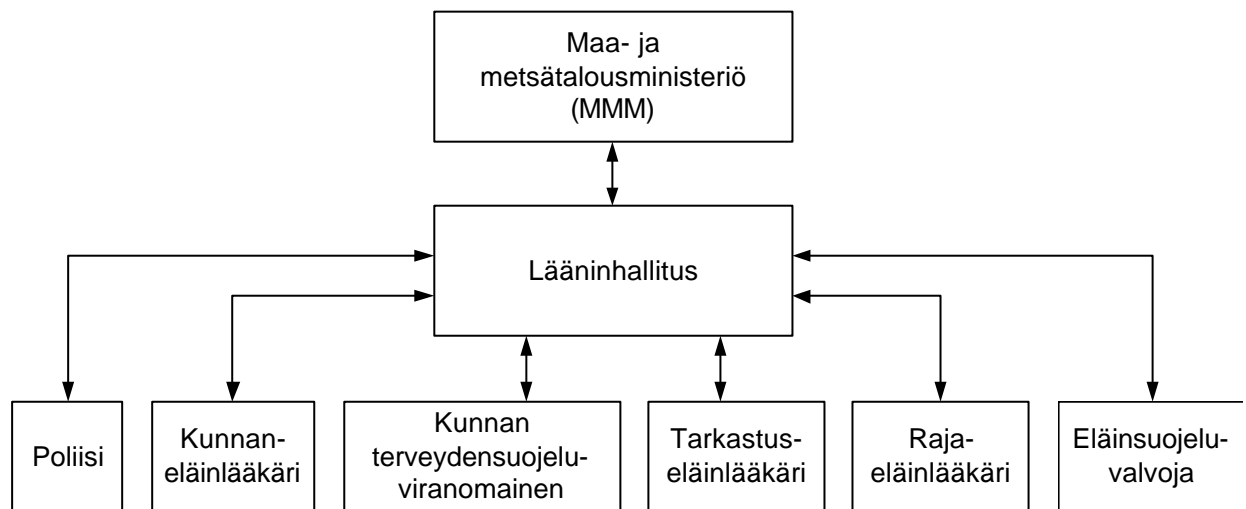 Maa- ja
metsätalousministeriö
(MMM)
Lääninhallitus
Poliisi
Kunnan-
eläinlääkäri
Kunnan
terveydensuojelu-
viranomainen
Tarkastus-
eläinlääkäri
Raja-
eläinlääkäri
Eläinsuojelu-
valvoja